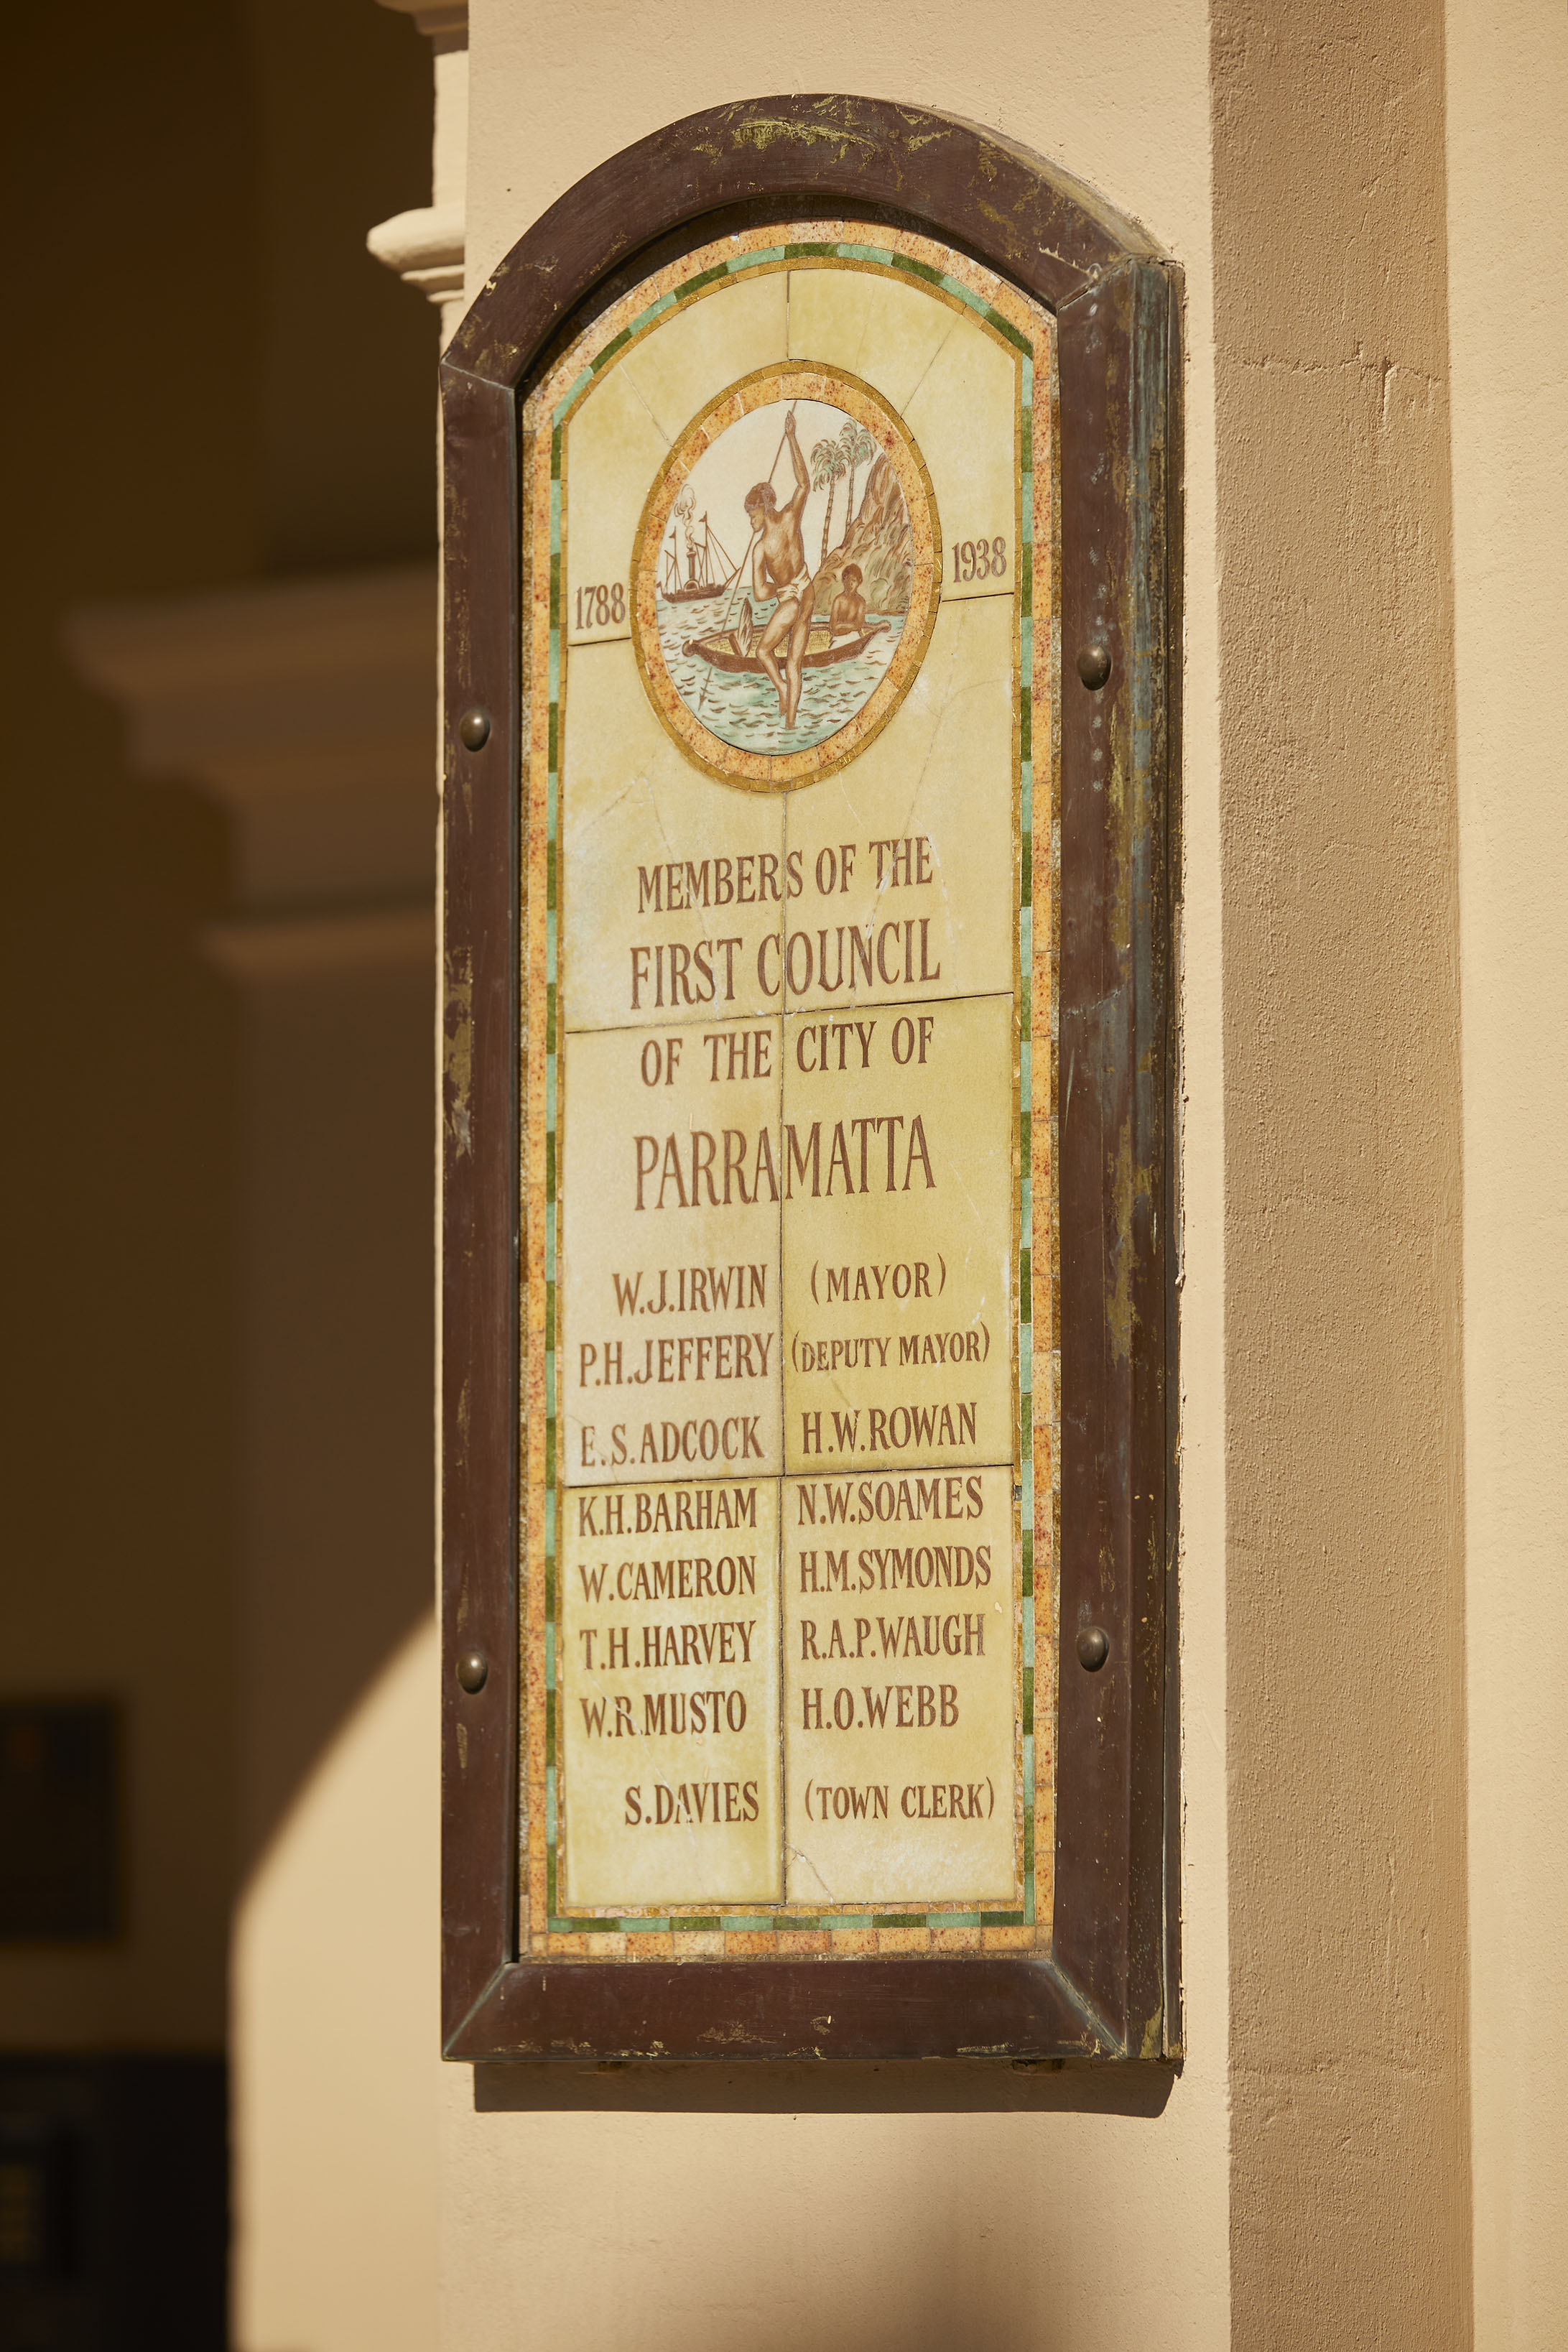 1788 1938
MEMBERS OF THE
FIRST COUNCIL
OF THE CITY OF
PARRAMATTA
W.J.IRWIN (MAYOR)
P.H.JEFFERY (DEPUTY MAYOR)
E.S.ADCOCK H.W.ROWAN
K.H.BARHAM N.W.SOAMES
W.CAMERON H.M.SYMONDS
T.H.HARVEY R.A.P.WAUGH
W.R.MUSTO H.O.WEBB
S.DAVIES (TOWN CLERK)